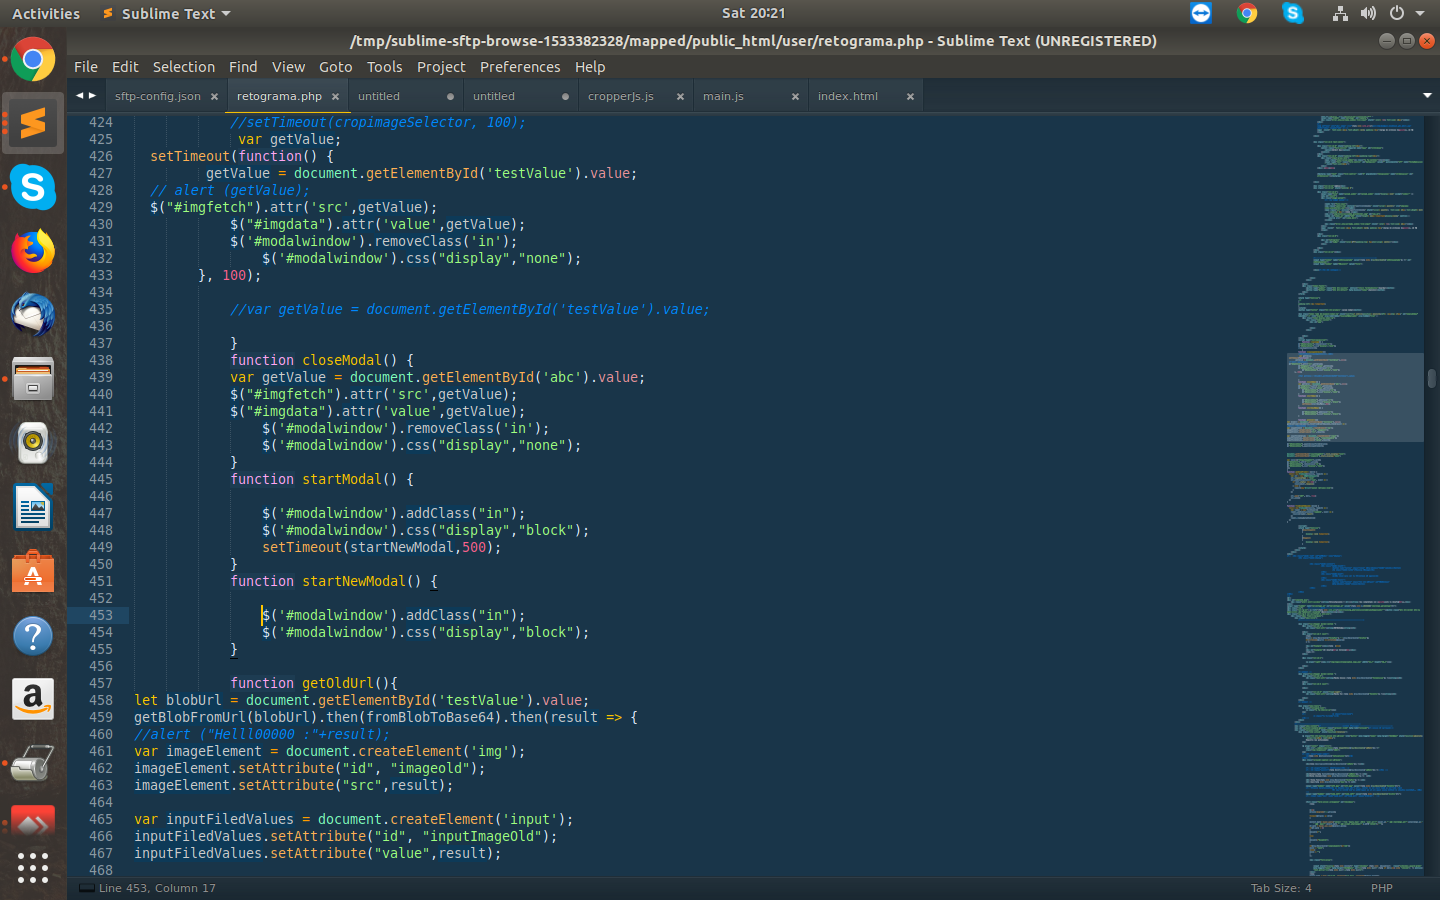 Activities Sublime Text Sat 20:21
/tmp/sublime-sftp-browse-1533382328/mapped/public_html/user/retograma.php - Sublime Text (UNREGISTERED)
File Edit Selection Find View Goto Tools Project Preferences Help
sftp-config.json × retograma.php × untitled untitled cropperJs.js × main.js × index.html ×
424 //setTimeout(cropimageSelector, 100);
425 var getValue;
426 setTimeout(function() {
427 getValue = document.getElementById('testValue').value;
428 // alert (getValue);
429 $("#imgfetch").attr('src',getValue);
430 $("#imgdata").attr('value',getValue);
431 $('#modalwindow').removeClass('in');
432 $('#modalwindow').css("display","none");
433 }, 100);
434
435 //var getValue = document.getElementById('testValue').value;
436
437 }
438 function closeModal() {
439 var getValue = document.getElementById('abc').value;
440 $("#imgfetch").attr('src',getValue);
441 $("#imgdata").attr('value',getValue);
442 $('#modalwindow').removeClass('in');
443 $('#modalwindow').css("display","none");
444 }
445 function startModal() {
446
447 $('#modalwindow').addClass("in");
448 $('#modalwindow').css("display","block");
449 setTimeout(startNewModal,500);
450 }
451 function startNewModal() {
452
453 $('#modalwindow').addClass("in");
454 $('#modalwindow').css("display","block");
455 }
456
457 function getOldUrl(){
458 let blobUrl = document.getElementById('testValue').value;
459 getBlobFromUrl(blobUrl).then(fromBlobToBase64).then(result => {
460 //alert ("Helll00000 :"+result);
461 var imageElement = document.createElement('img');
462 imageElement.setAttribute("id", "imageold");
463 imageElement.setAttribute("src",result);
464
465 var inputFiledValues = document.createElement('input');
466 inputFiledValues.setAttribute("id", "inputImageOld");
467 inputFiledValues.setAttribute("value",result);
468
Line 453, Column 17 Tab Size: 4 PHP